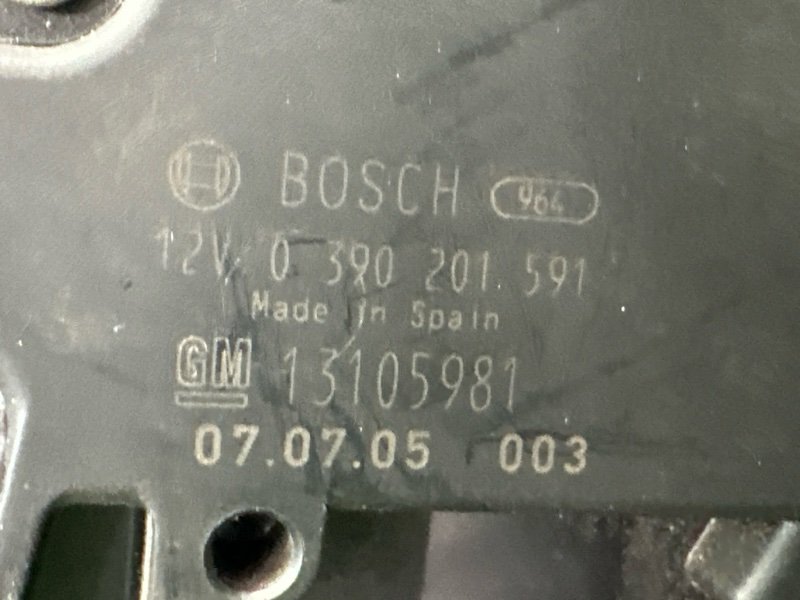 BOSCH 964
12V 0 390 201 591
Made in Spain
GM 13105981
07.07.05 003